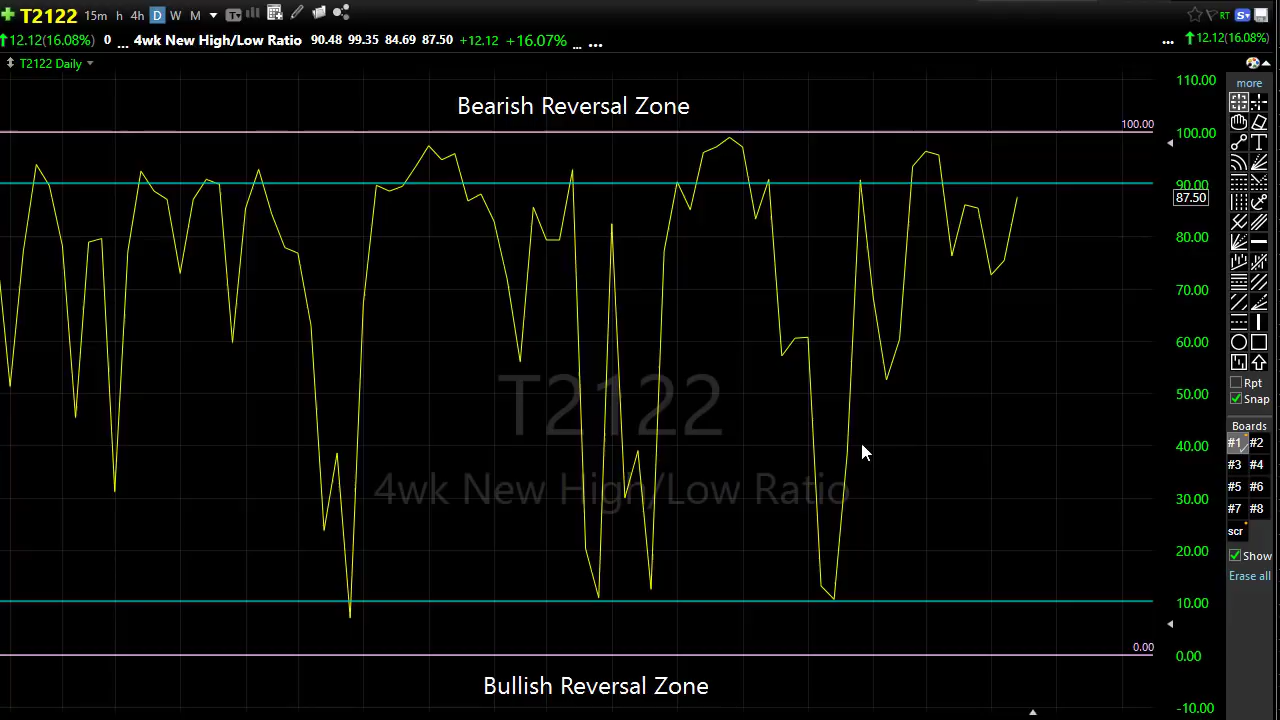 T2122 15m h 4h D W M T
RT S
12.12(16.08%) 0 ... 4wk New High/Low Ratio 90.48 99.35 84.69 87.50 +12.12 +16.07% ... ...
... 12.12(16.08%)
T2122 Daily
more
Bearish Reversal Zone
110.00
100.00
100.00
90.00
87.50
80.00
70.00
60.00
50.00
40.00
30.00
20.00
10.00
0.00
0.00
-10.00
T2122
4wk New High/Low Ratio
Bullish Reversal Zone
T
Rpt
Snap
Boards
#1 #2
#3 #4
#5 #6
#7 #8
scr
Show
Erase all